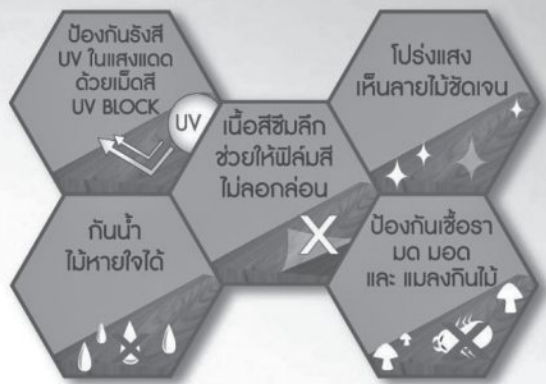 ป้องกันรังสี
UV ในแสงแดด
ด้วยเม็ดสี
UV BLOCK
UV
โปร่งแสง
เห็นลายไม้ชัดเจน
เนื้อสีซึมลึก
ช่วยให้ฟิล์มสี
ไม่ลอกล่อน
X
กันน้ำ
ไม้หายใจได้
ป้องกันเชื้อรา
มด มอด
และ แมลงกินไม้